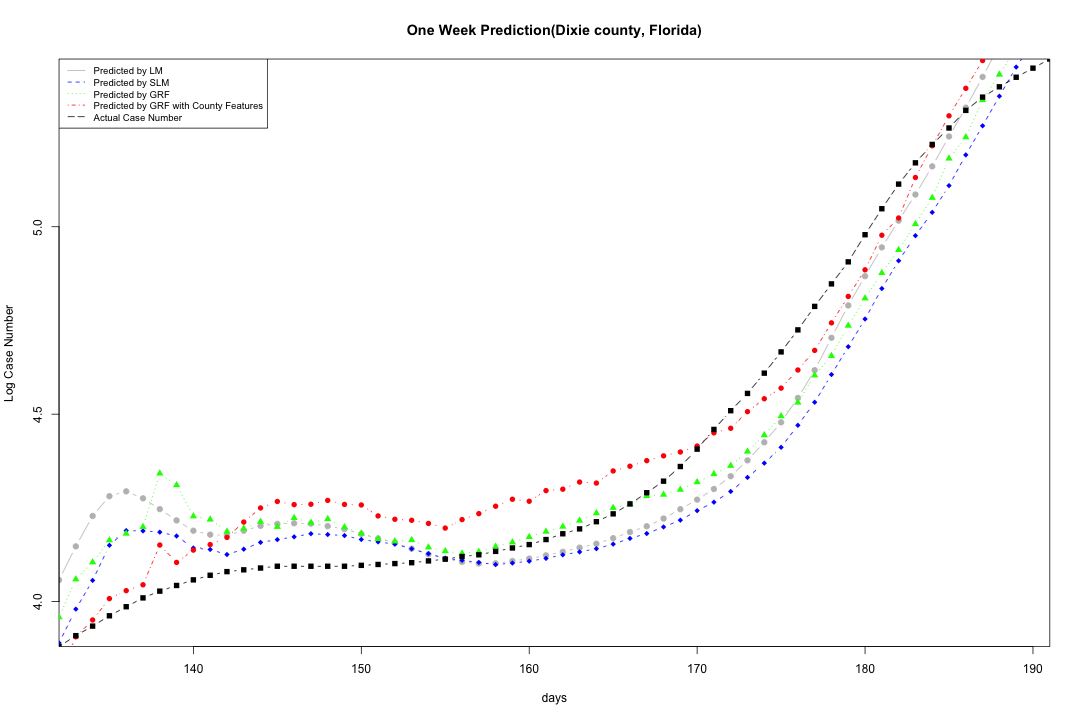 One Week Prediction(Dixie county, Florida)
Predicted by LM
Predicted by SLM
Predicted by GRF
Predicted by GRF with County Features
Actual Case Number
Log Case Number
5.0
4.5
4.0
140 150 160 170 180 190
days